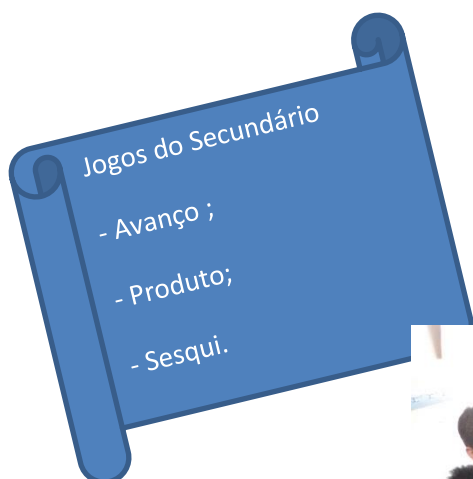 Jogos do Secundário
- Avanço ;
- Produto;
- Sesqui.